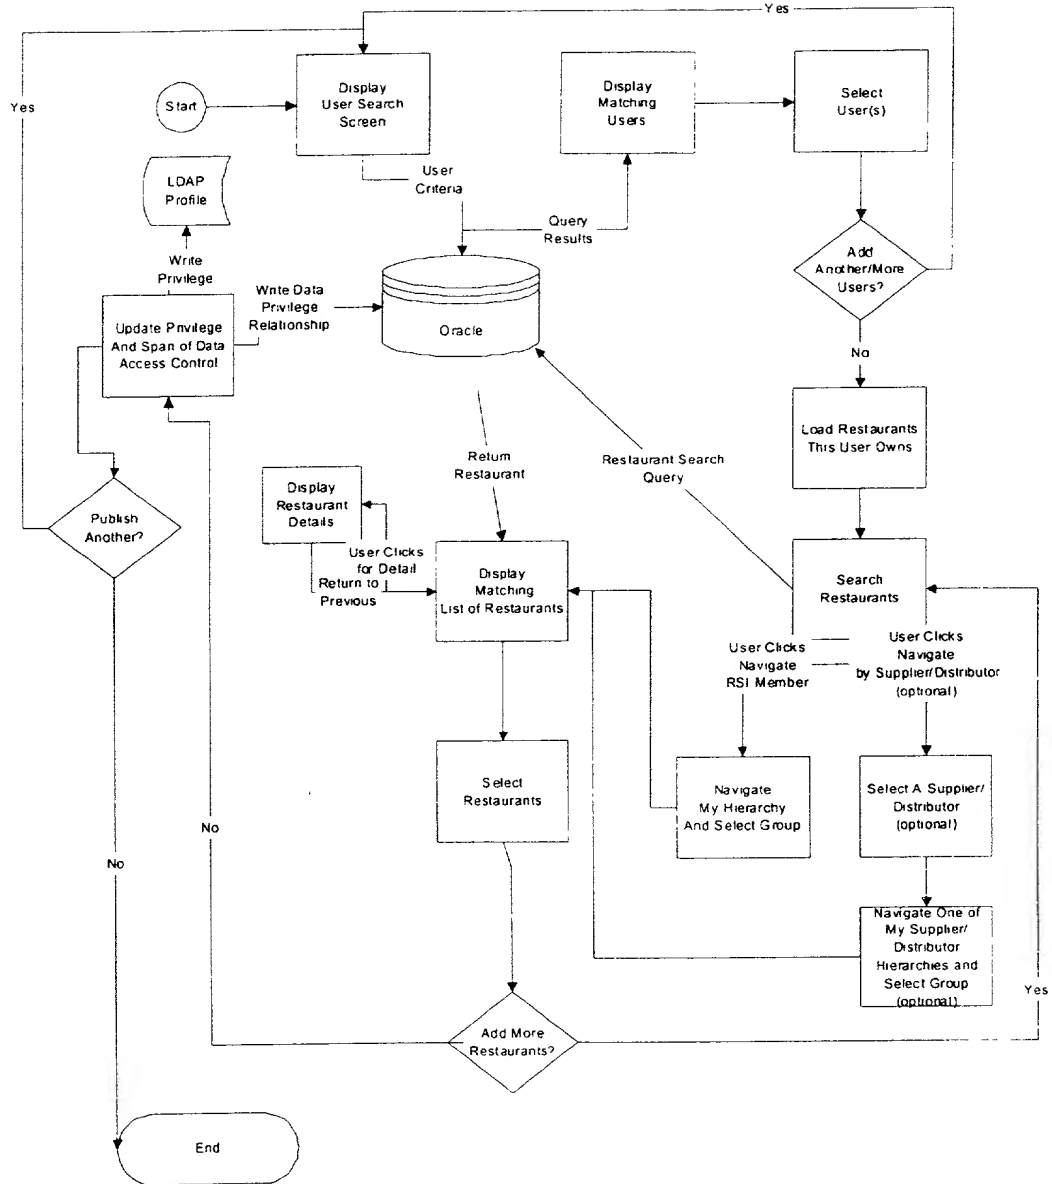 Yes
Yes
Start
Display
User Search
Screen
Display
Matching
Users
Select
User(s)
LDAP
Profile
User
Criteria
Query
Results
Write
Privilege
Write Data
Privilege
Relationship
Add
Another/More
Users?
Update Privilege
And Span of Data
Access Control
Oracle
No
Load Restaurants
This User Owns
Return
Restaurant
Restaurant Search
Query
Display
Restaurant
Details
Publish
Another?
User Clicks
for Detail
Return to
Previous
Display
Matching
List of Restaurants
Search
Restaurants
User Clicks
Navigate
RSI Member
User Clicks
Navigate
by Supplier/Distributor
(optional)
Select
Restaurants
Navigate
My Hierarchy
And Select Group
Select A Supplier/
Distributor
(optional)
No
No
Navigate One of
My Supplier/
Distributor
Hierarchies and
Select Group
(optional)
Yes
Add More
Restaurants?
End